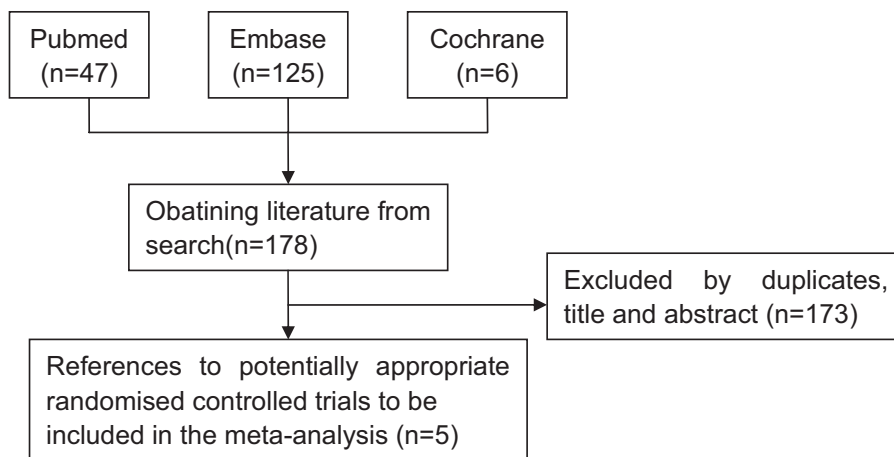 Pubmed
(n=47)
Embase
(n=125)
Cochrane
(n=6)
Obatining literature from
search(n=178)
Excluded by duplicates,
title and abstract (n=173)
References to potentially appropriate
randomised controlled trials to be
included in the meta-analysis (n=5)